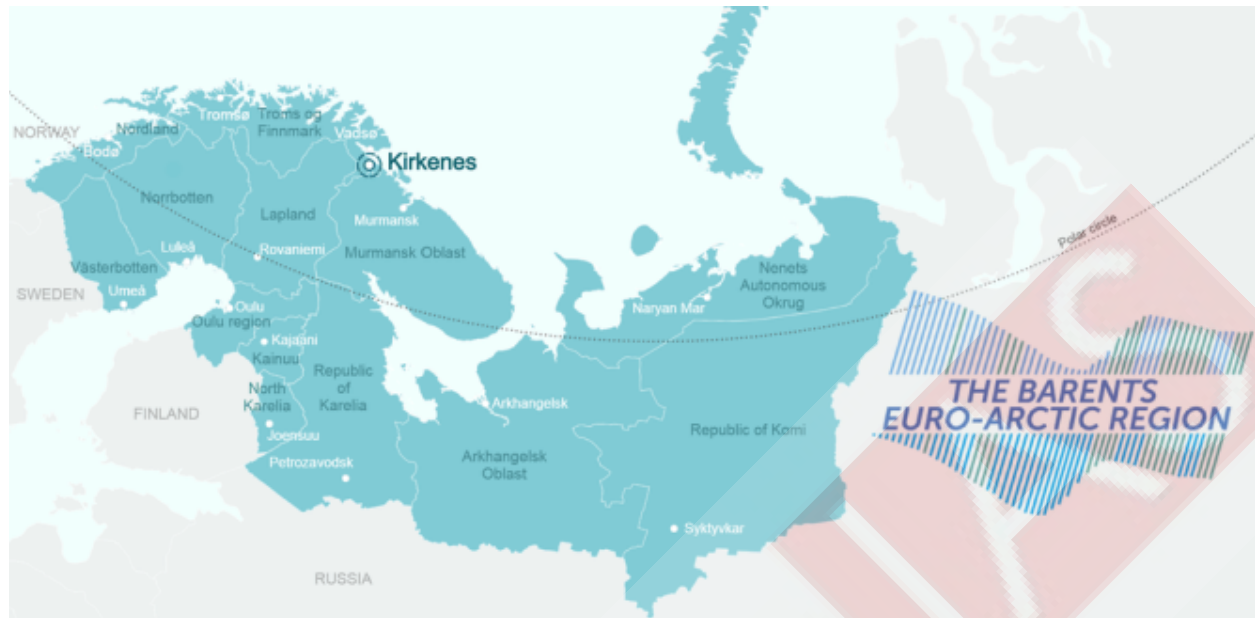 Tromsø
Troms og
Finnmark
Vadsø
NORWAY
Nordland
Bodø
Kirkenes
Norrbotten
Lapland
Murmansk
Polar circle
Luleå
Rovaniemi
Murmansk Oblast
Västerbotten
Nenets
Autonomous
Okrug
SWEDEN
Umeå
Oulu
Naryan Mar
Oulu region
Kajaani
Kainuu
Republic
of
Karelia
North
Karelia
THE BARENTS
EURO-ARCTIC REGION
Arkhangelsk
FINLAND
Joensuu
Republic of Komi
Petrozavodsk
Arkhangelsk
Oblast
Syktyvkar
RUSSIA